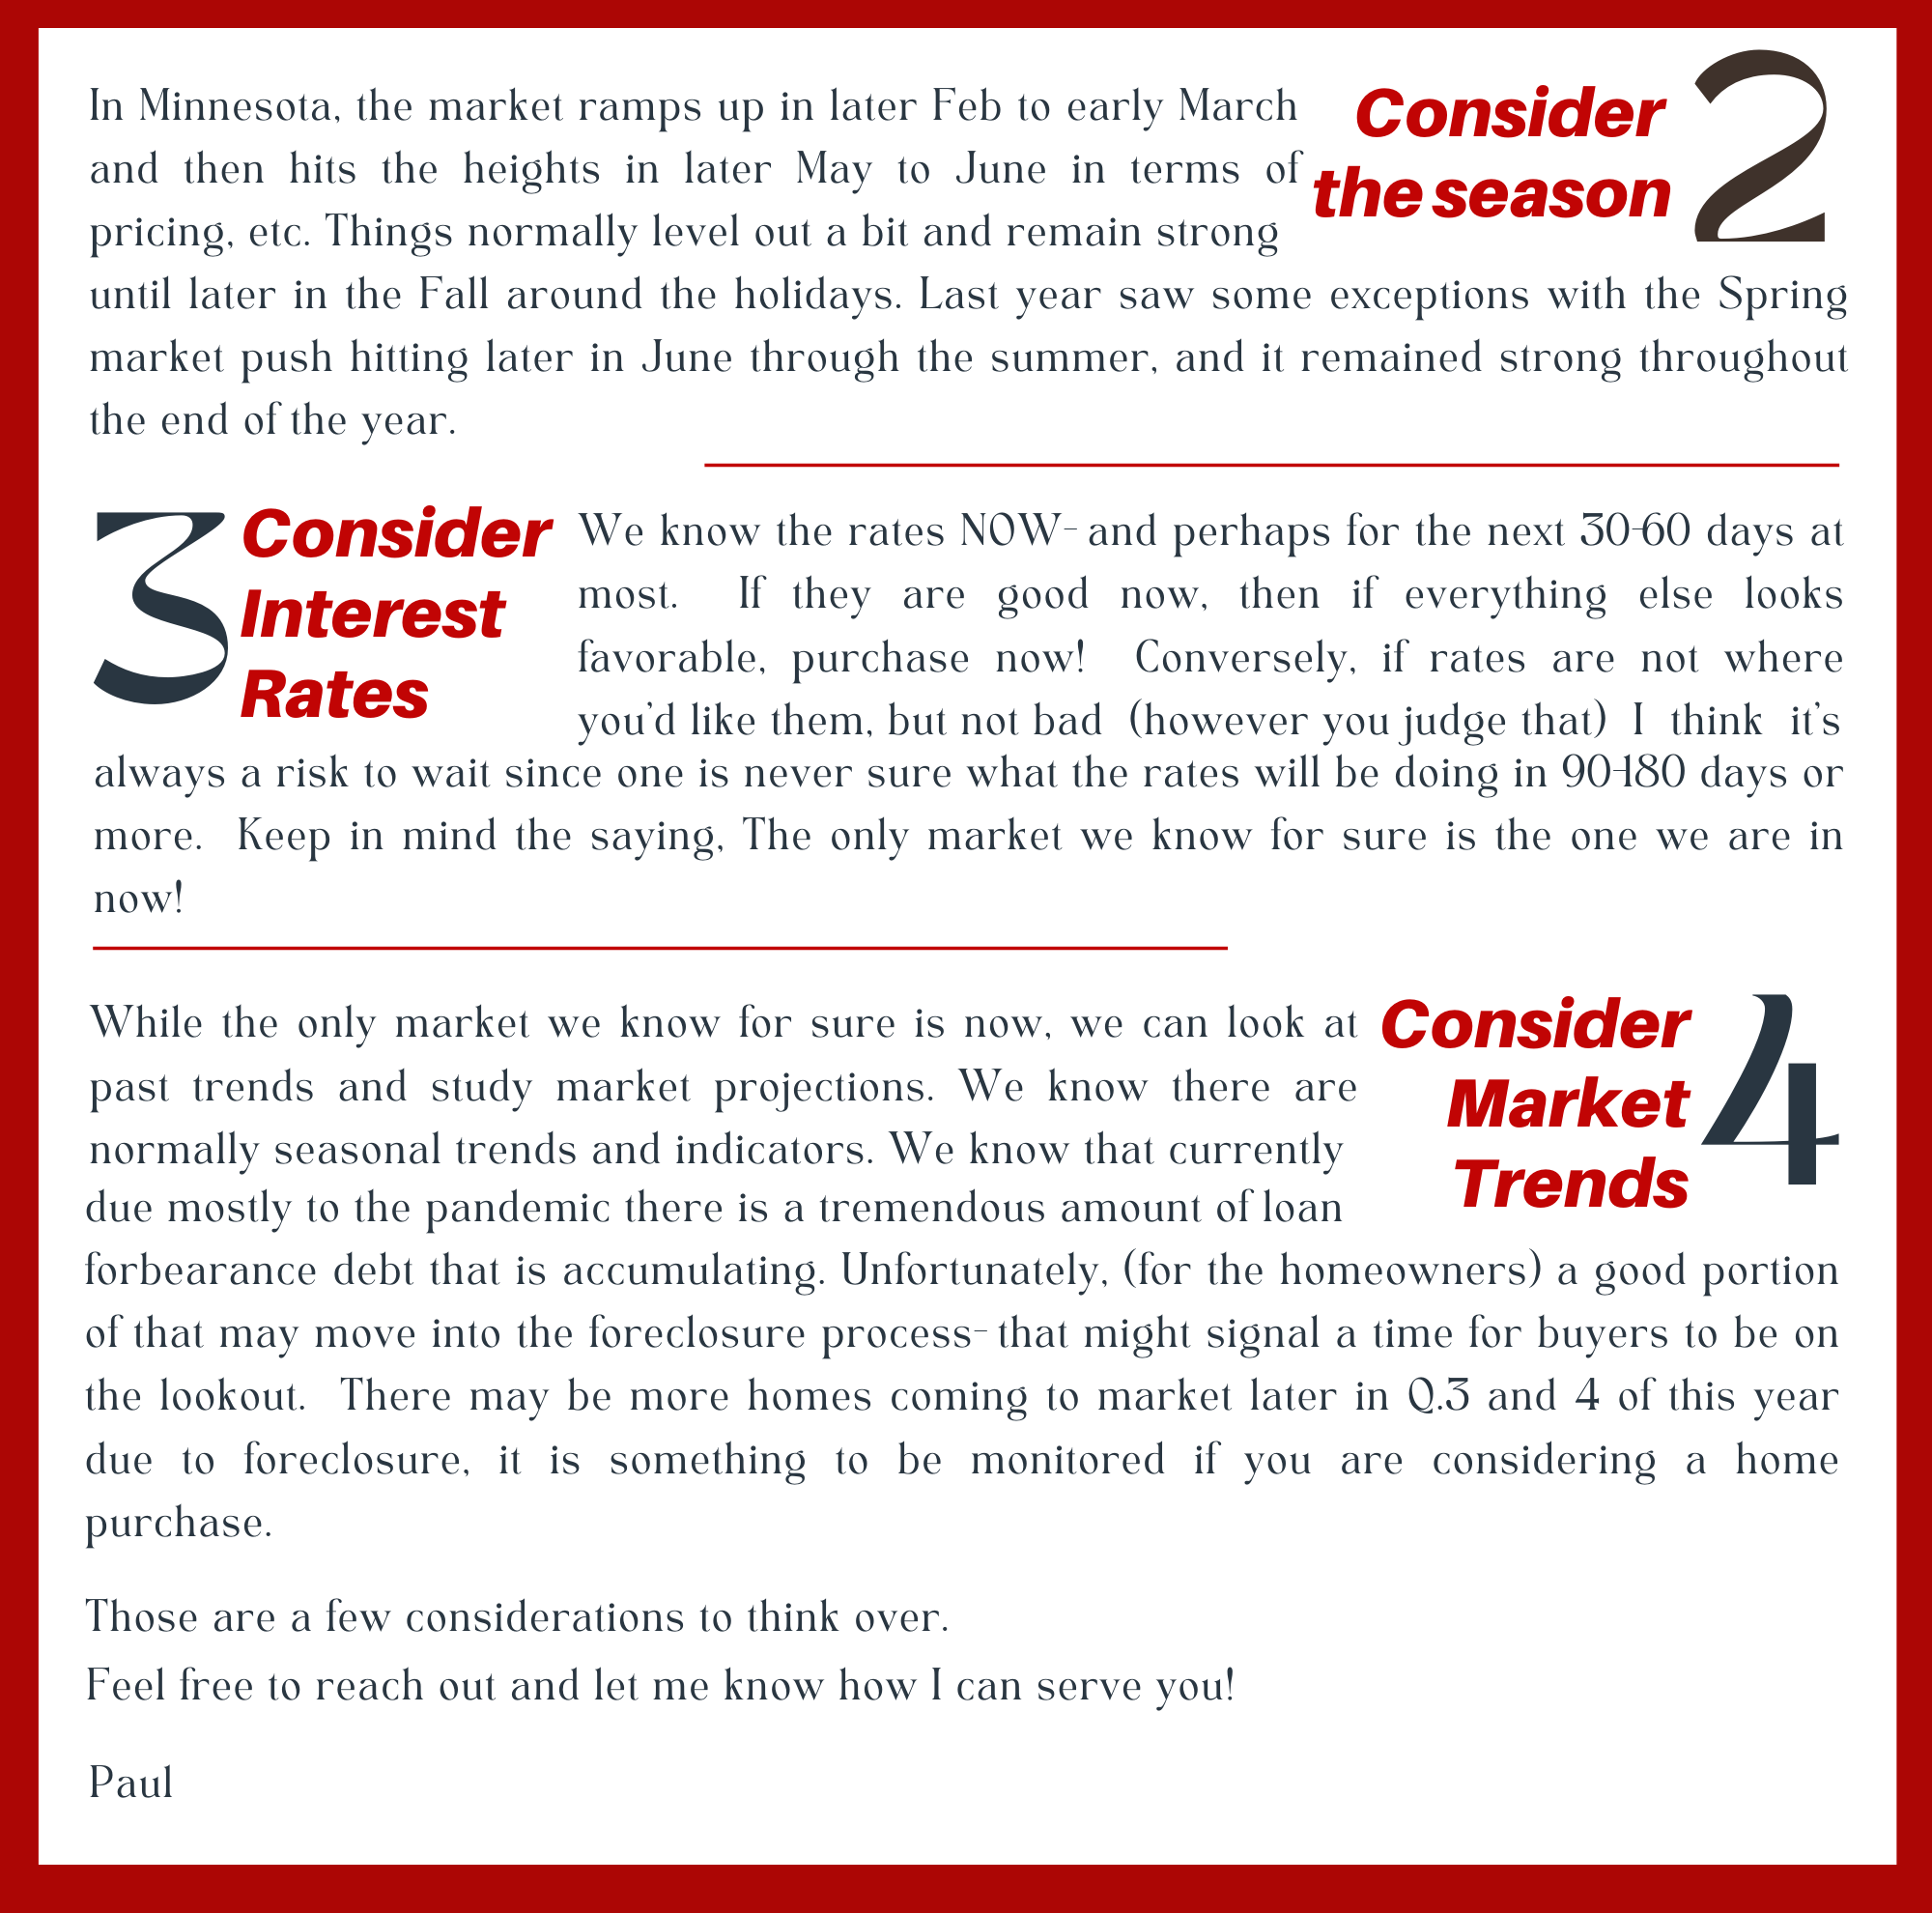 2
Consider
the season
In Minnesota, the market ramps up in later Feb to early March
and then hits the heights in later May to June in terms of
pricing, etc. Things normally level out a bit and remain strong
until later in the Fall around the holidays. Last year saw some exceptions with the Spring
market push hitting later in June through the summer, and it remained strong throughout
the end of the year.
3
Consider
Interest
Rates
We know the rates NOW- and perhaps for the next 30-60 days at
most. If they are good now, then if everything else looks
favorable, purchase now! Conversely, if rates are not where
you'd like them, but not bad (however you judge that) I think it's
always a risk to wait since one is never sure what the rates will be doing in 90-180 days or
more. Keep in mind the saying, The only market we know for sure is the one we are in
now!
4
Consider
Market
Trends
While the only market we know for sure is now, we can look at
past trends and study market projections. We know there are
normally seasonal trends and indicators. We know that currently
due mostly to the pandemic there is a tremendous amount of loan
forbearance debt that is accumulating. Unfortunately, (for the homeowners) a good portion
of that may move into the foreclosure process- that might signal a time for buyers to be on
the lookout. There may be more homes coming to market later in Q.3 and 4 of this year
due to foreclosure, it is something to be monitored if you are considering a home
purchase.
Those are a few considerations to think over.
Feel free to reach out and let me know how I can serve you!
Paul